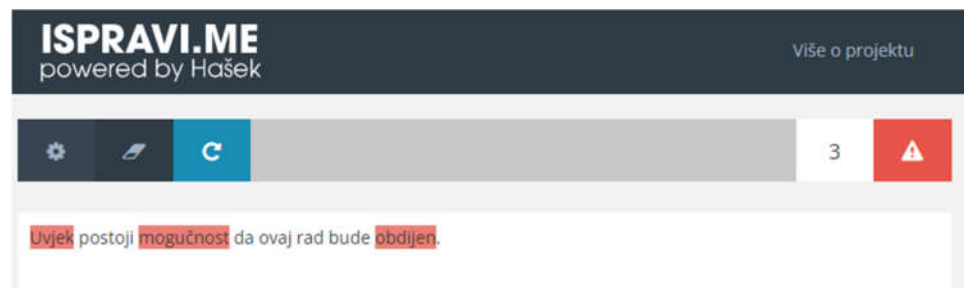 ISPRAVI.ME
powered by Hašek
Više o projektu
3
Uvjek postoji mogučnost da ovaj rad bude obdijen.